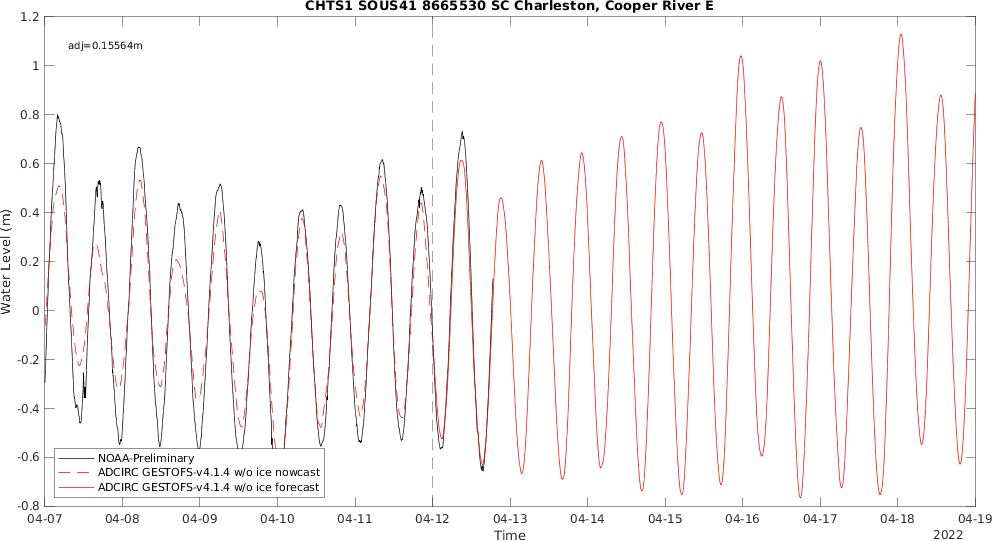 CHTS1 SOUS41 8665530 SC Charleston, Cooper River E
adj=0.15564m
1.2
1
0.8
0.6
0.4
0.2
0
-0.2
-0.4
-0.6
-0.8
Water Level (m)
NOAA-Preliminary
ADCIRC GESTOFS-v4.1.4 w/o ice nowcast
ADCIRC GESTOFS-v4.1.4 w/o ice forecast
04-07 04-08 04-09 04-10 04-11 04-12 04-13 04-14 04-15 04-16 04-17 04-18 04-19
Time
2022